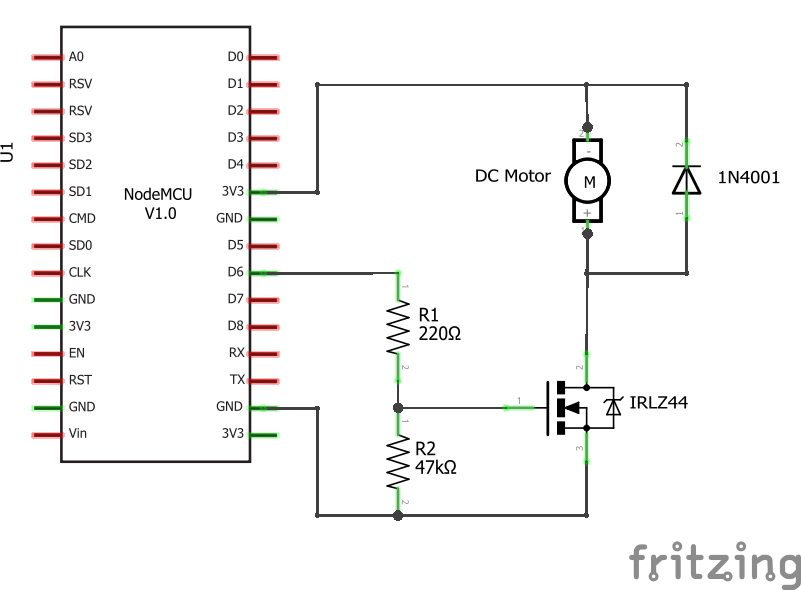 U1
A0
RSV
RSV
SD3
SD2
SD1
CMD
SD0
CLK
GND
3V3
EN
RST
GND
Vin
NodeMCU
V1.0
D0
D1
D2
D3
D4
3V3
GND
D5
D6
D7
D8
RX
TX
GND
3V3
1
R1
220Ω
2
1
R2
47kΩ
2
2
-
DC Motor
M
+
1
2
1N4001
1
2
1
IRLZ44
3
fritzing